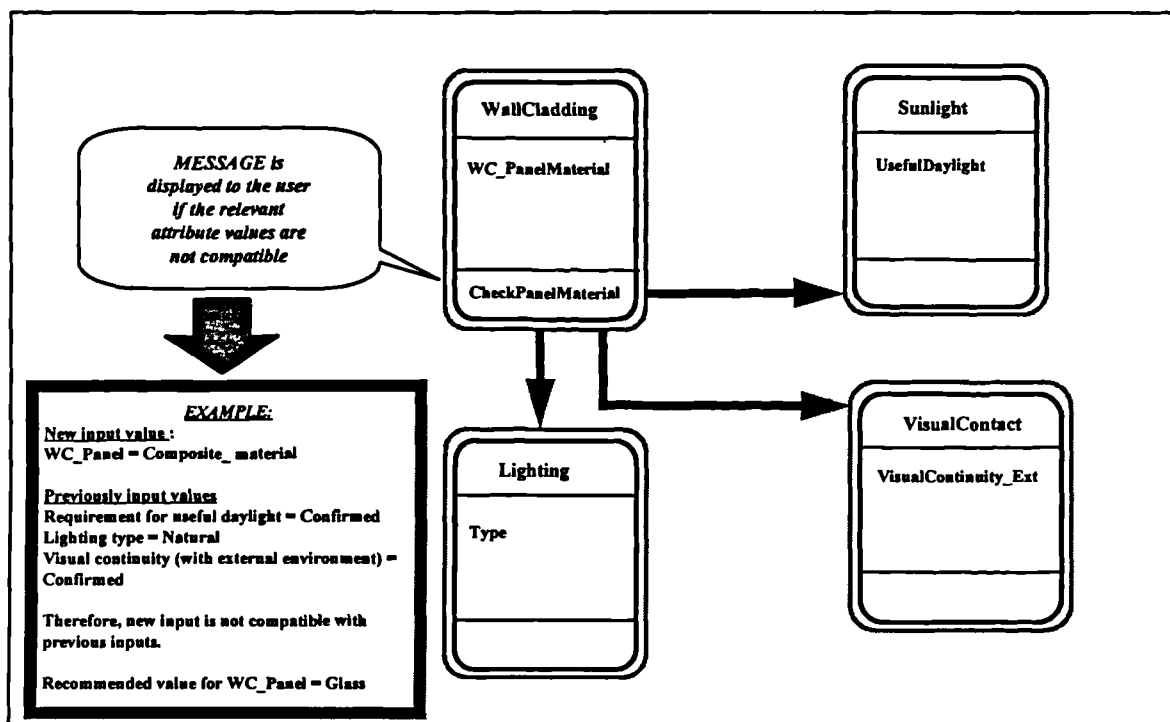 WallCladding
WC_PanelMaterial
CheckPanelMaterial
Sunlight
UsefulDaylight
MESSAGE is
displayed to the user
if the relevant
attribute values are
not compatible
EXAMPLE:
New input value :
WC_Panel = Composite_ material
Previously input values
Requirement for useful daylight = Confirmed
Lighting type = Natural
Visual continuity (with external environment) =
Confirmed
Therefore, new input is not compatible with
previous inputs.
Recommended value for WC_Panel = Glass
Lighting
Type
VisualContact
VisualContinuity_Ext